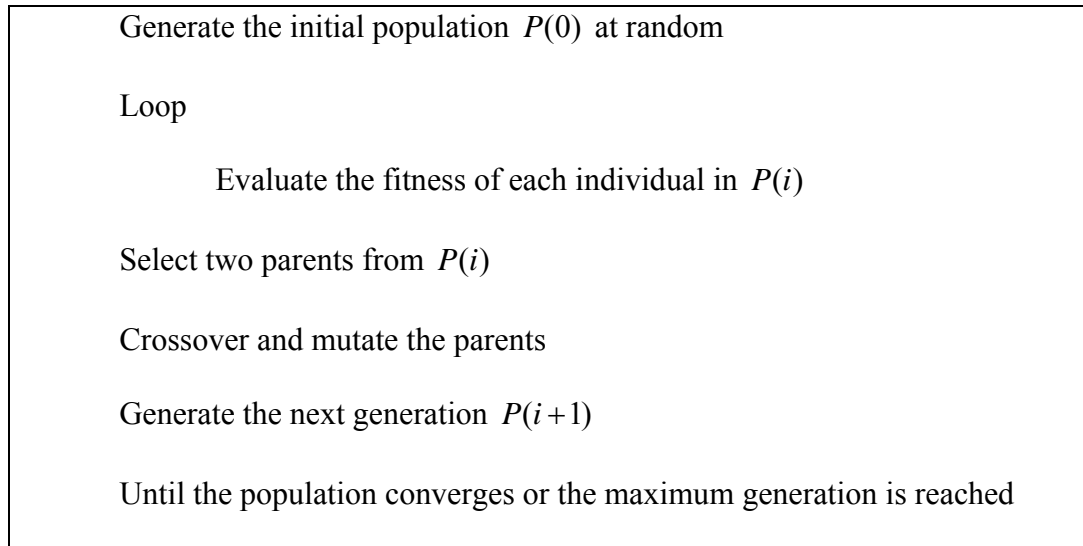 Generate the initial population P(0) at random
Loop
Evaluate the fitness of each individual in P(i)
Select two parents from P(i)
Crossover and mutate the parents
Generate the next generation P(i+1)
Until the population converges or the maximum generation is reached